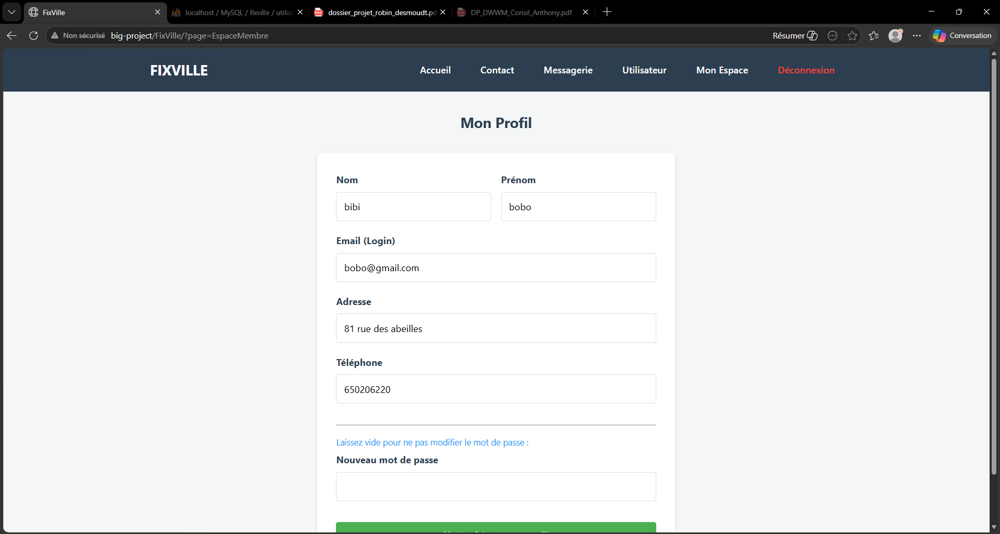 FixVille
localhost / MySQL / fixville / utilisa
dossier_projet_robin_desmoudt.pd
DP_DWWM_Consil_Anthony.pdf
Non sécurisé
big-project/FixVille/?page=EspaceMembre
Résumer
Conversation
FIXVILLE
Accueil
Contact
Messagerie
Utilisateur
Mon Espace
Déconnexion
Mon Profil
Nom
Prénom
bibi
bobo
Email (Login)
bobo@gmail.com
Adresse
81 rue des abeilles
Téléphone
650206220
Laissez vide pour ne pas modifier le mot de passe :
Nouveau mot de passe